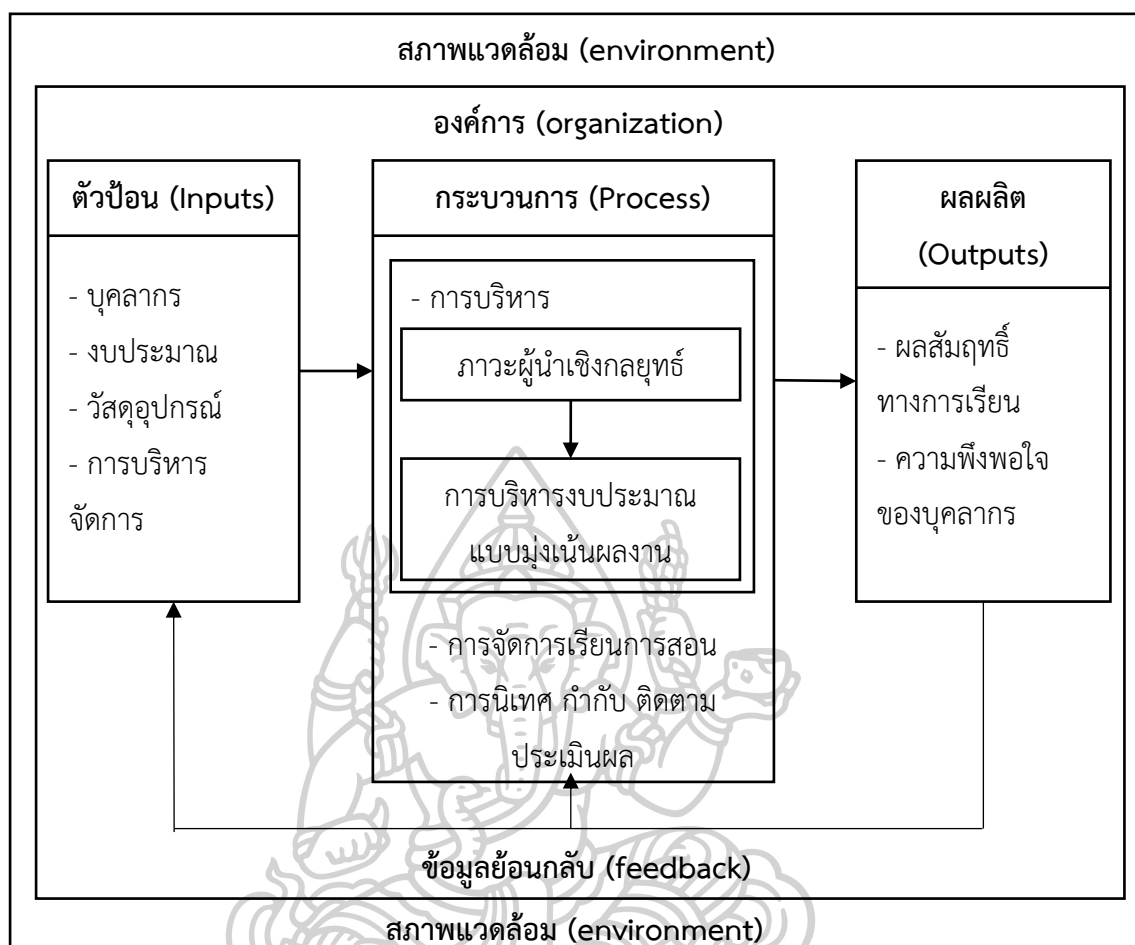 สภาพแวดล้อม (environment)
องค์การ (organization)
ตัวป้อน (Inputs)
- บุคลากร
- งบประมาณ
- วัสดุอุปกรณ์
- การบริหาร
จัดการ
กระบวนการ (Process)
- การบริหาร
ภาวะผู้นำเชิงกลยุทธ์
การบริหารงบประมาณ
แบบมุ่งเน้นผลงาน
- การจัดการเรียนการสอน
- การนิเทศ กำกับ ติดตาม
ประเมินผล
ผลผลิต
(Outputs)
- ผลสัมฤทธิ์
ทางการเรียน
- ความพึงพอใจ
ของบุคลากร
ข้อมูลย้อนกลับ (feedback)
สภาพแวดล้อม (environment)